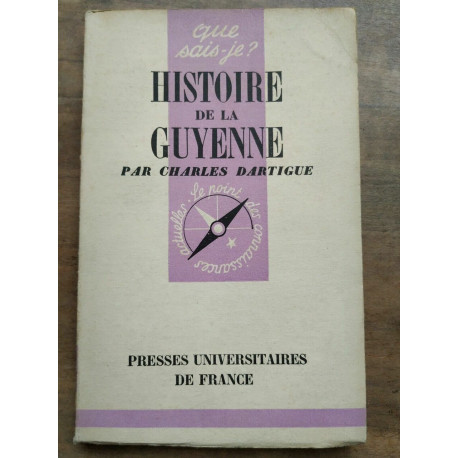 que
sais-je?
HISTOIRE
DE LA
GUYENNE
PAR CHARLES DARTIGUE
Le point des connaissances actuelles
PRESSES UNIVERSITAIRES
DE FRANCE